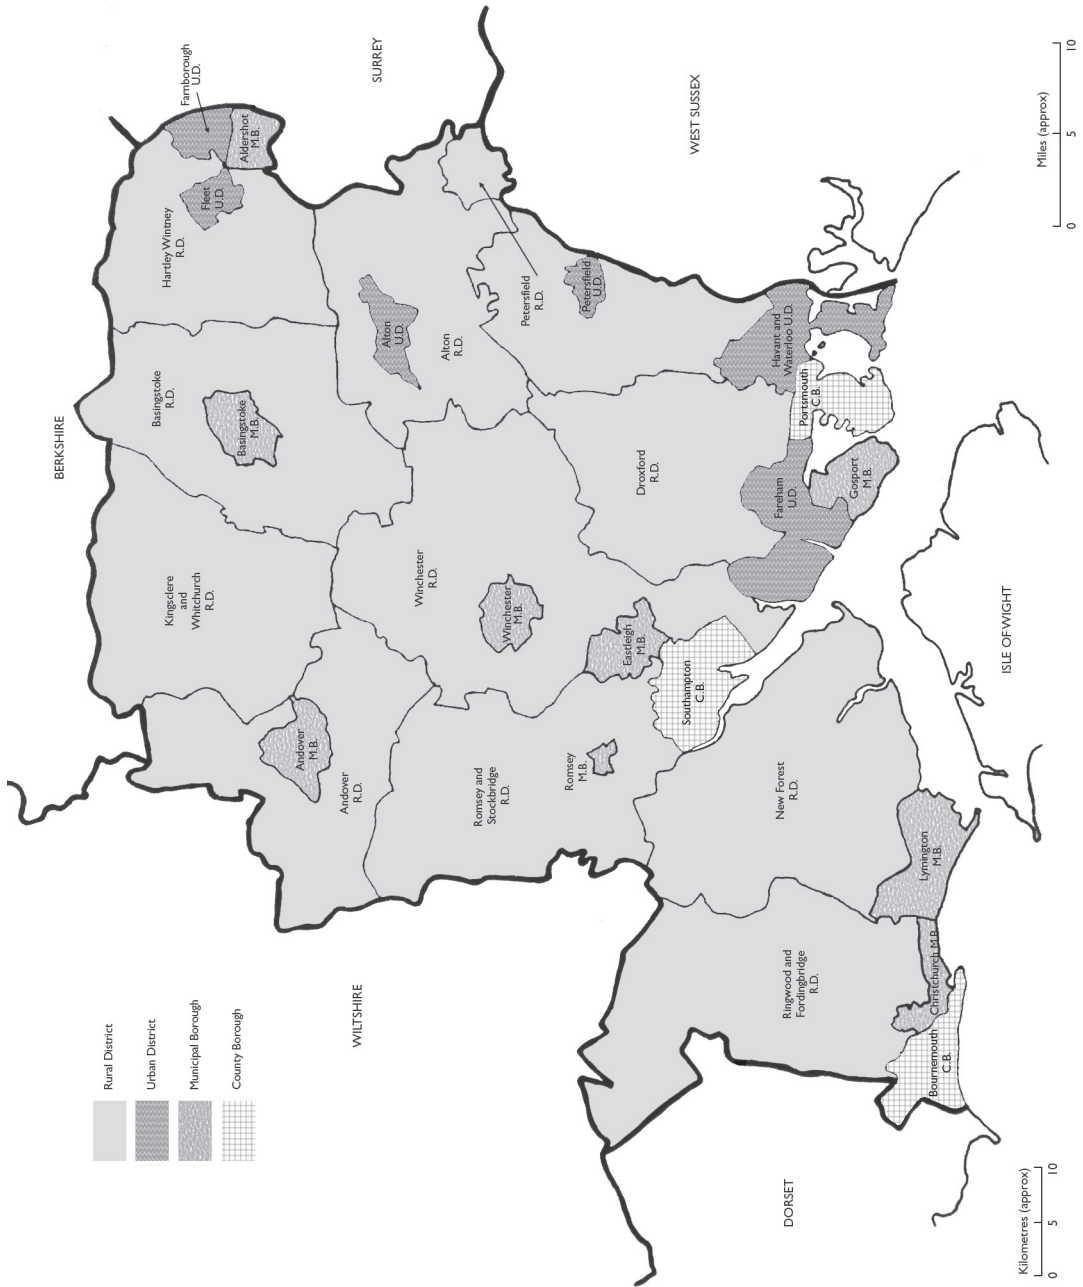 Rural District
Urban District
Municipal Borough
County Borough
BERKSHIRE
SURREY
WEST SUSSEX
WILTSHIRE
DORSET
ISLE OF WIGHT
Kingsclere
and
Whitchurch
R.D.
Basingstoke
R.D.
Basingstoke
M.B.
Hartley Wintney
R.D.
Fleet
U.D.
Farnborough
U.D.
Aldershot
M.B.
Andover
M.B.
Andover
R.D.
Winchester
R.D.
Winchester
M.B.
Alton
U.D.
Alton
R.D.
Petersfield
R.D.
Petersfield
U.D.
Romsey and
Stockbridge
R.D.
Romsey
M.B.
Eastleigh
M.B.
Southampton
C.B.
Droxford
R.D.
Fareham
U.D.
Gosport
M.B.
Portsmouth
C.B.
Havant and
Waterloo U.D.
New Forest
R.D.
Lymington
M.B.
Ringwood and
Fordingbridge
R.D.
Christchurch M.B.
Bournemouth
C.B.
Kilometres (approx)
0 5 10
Miles (approx)
0 5 10